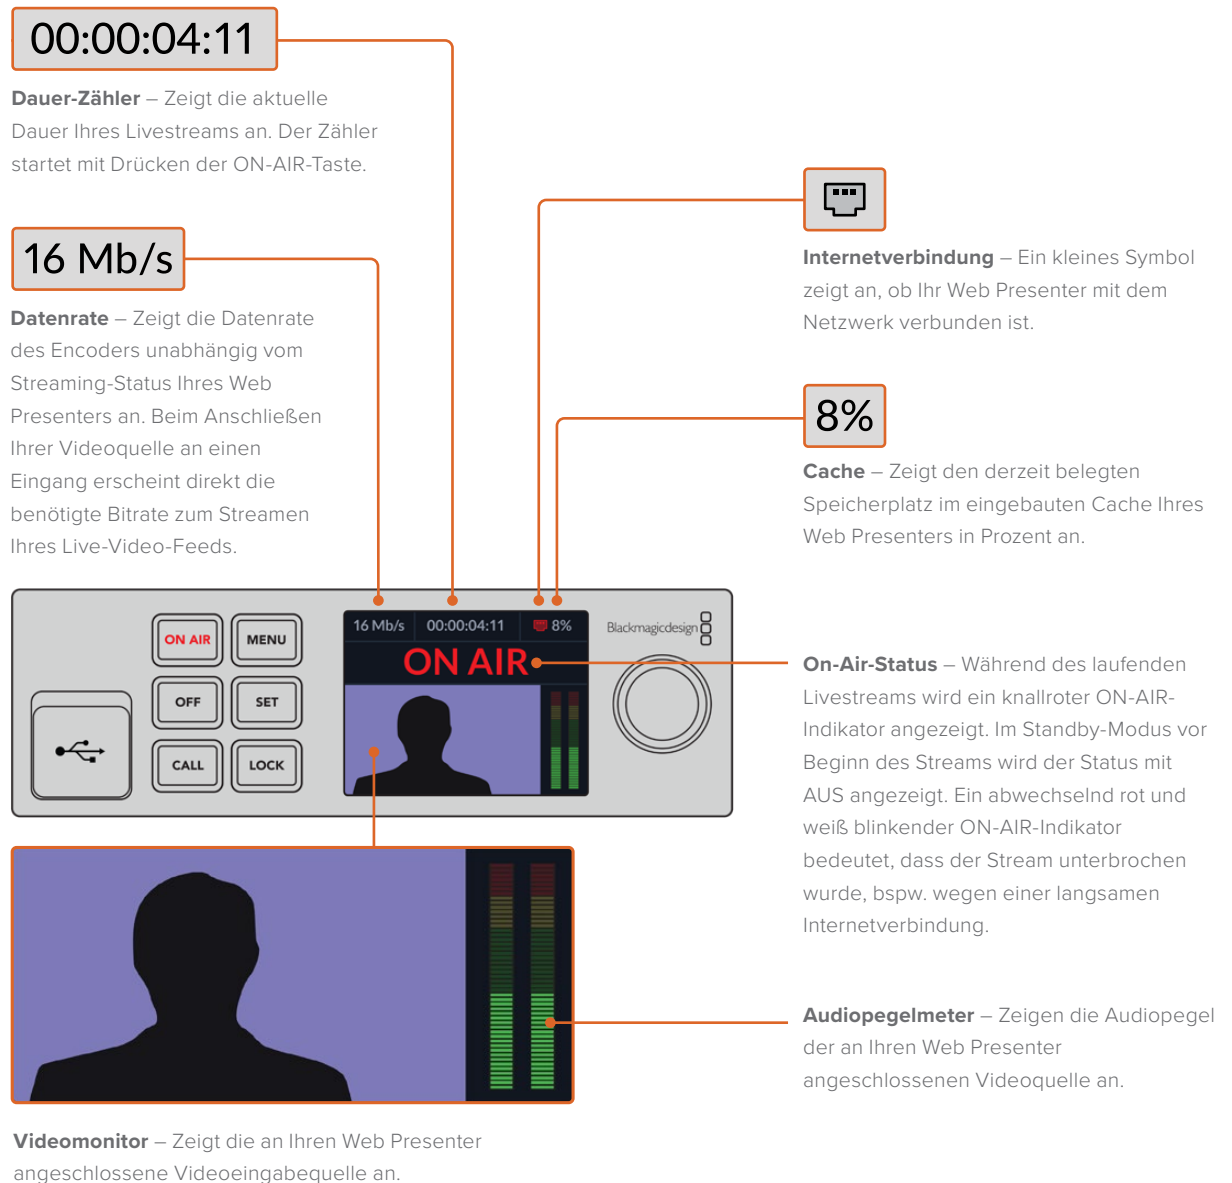 00:00:04:11
Dauer-Zähler – Zeigt die aktuelle
Dauer Ihres Livestreams an. Der Zähler
startet mit Drücken der ON-AIR-Taste.
16 Mb/s
Datenrate – Zeigt die Datenrate
des Encoders unabhängig vom
Streaming-Status Ihres Web
Presenters an. Beim Anschließen
Ihrer Videoquelle an einen
Eingang erscheint direkt die
benötigte Bitrate zum Streamen
Ihres Live-Video-Feeds.
Internetverbindung – Ein kleines Symbol
zeigt an, ob Ihr Web Presenter mit dem
Netzwerk verbunden ist.
8%
Cache – Zeigt den derzeit belegten
Speicherplatz im eingebauten Cache Ihres
Web Presenters in Prozent an.
ON AIR
MENU
OFF
SET
CALL
LOCK
16 Mb/s
00:00:04:11
8%
ON AIR
Blackmagicdesign
On-Air-Status – Während des laufenden
Livestreams wird ein knallroter ON-AIR-
Indikator angezeigt. Im Standby-Modus vor
Beginn des Streams wird der Status mit
AUS angezeigt. Ein abwechselnd rot und
weiß blinkender ON-AIR-Indikator
bedeutet, dass der Stream unterbrochen
wurde, bspw. wegen einer langsamen
Internetverbindung.
Audiopegelmeter – Zeigen die Audiopegel
der an Ihren Web Presenter
angeschlossenen Videoquelle an.
Videomonitor – Zeigt die an Ihren Web Presenter
angeschlossene Videoeingabequelle an.